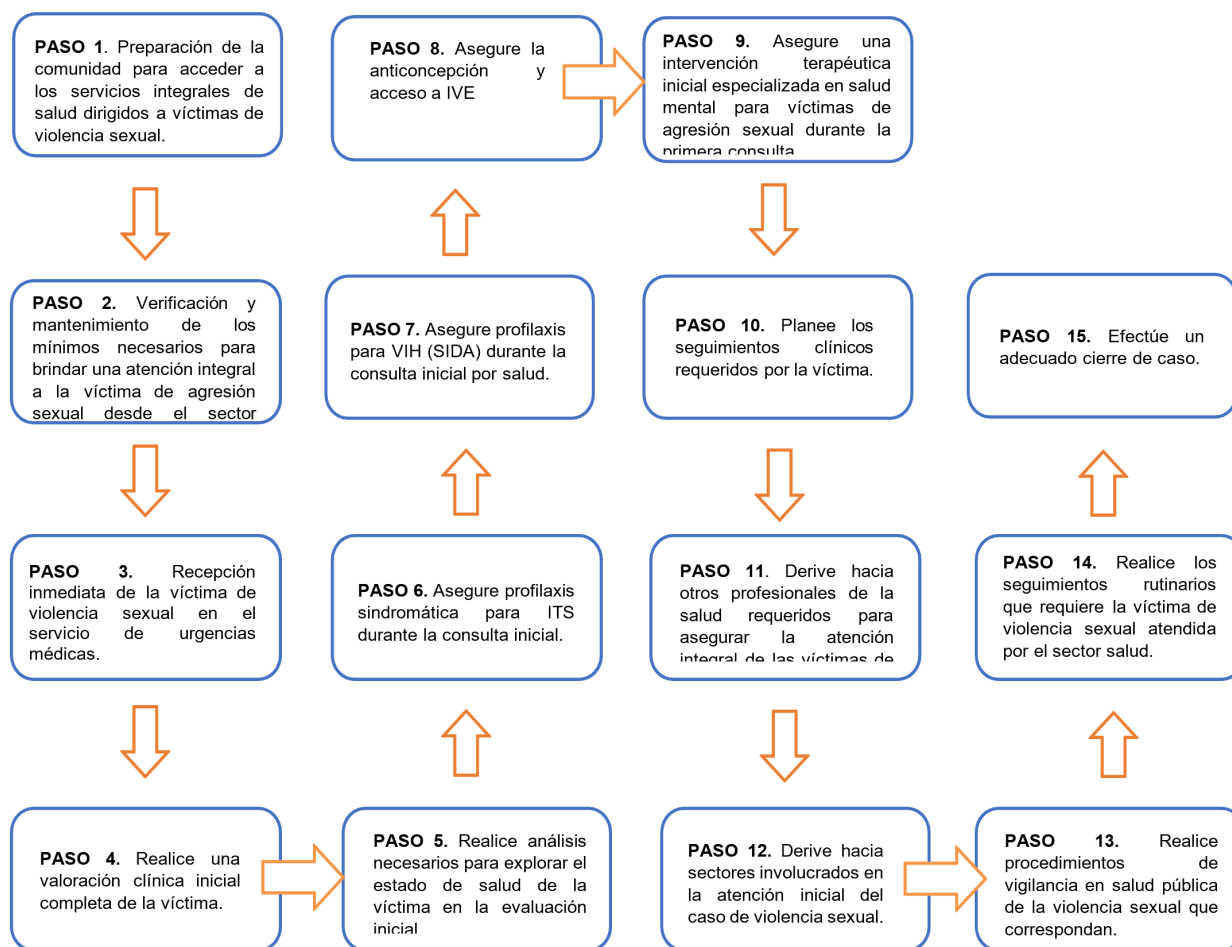 PASO 1. Preparación de la
comunidad para acceder a
los servicios integrales de
salud dirigidos a víctimas de
violencia sexual.
PASO 2. Verificación y
mantenimiento de los
mínimos necesarios para
brindar una atención integral
a la víctima de agresión
sexual desde el sector
PASO 3. Recepción
inmediata de la víctima de
violencia sexual en el
servicio de urgencias
médicas.
PASO 4. Realice una
valoración clínica inicial
completa de la víctima.
PASO 5. Realice análisis
necesarios para explorar el
estado de salud de la
víctima en la evaluación
inicial
PASO 6. Asegure profilaxis
sindromática para ITS
durante la consulta inicial.
PASO 7. Asegure profilaxis
para VIH (SIDA) durante la
consulta inicial por salud.
PASO 8. Asegure la
anticoncepción y
acceso a IVE
PASO 9. Asegure una
intervención terapéutica
inicial especializada en salud
mental para víctimas de
agresión sexual durante la
primera consulta
PASO 10. Planee los
seguimientos clínicos
requeridos por la víctima.
PASO 11. Derive hacia
otros profesionales de la
salud requeridos para
asegurar la atención
integral de las víctimas de
PASO 12. Derive hacia
sectores involucrados en
la atención inicial del
caso de violencia sexual.
PASO 13. Realice
procedimientos de
vigilancia en salud pública
de la violencia sexual que
correspondan.
PASO 14. Realice los
seguimientos rutinarios
que requiere la víctima de
violencia sexual atendida
por el sector salud.
PASO 15. Efectúe un
adecuado cierre de caso.